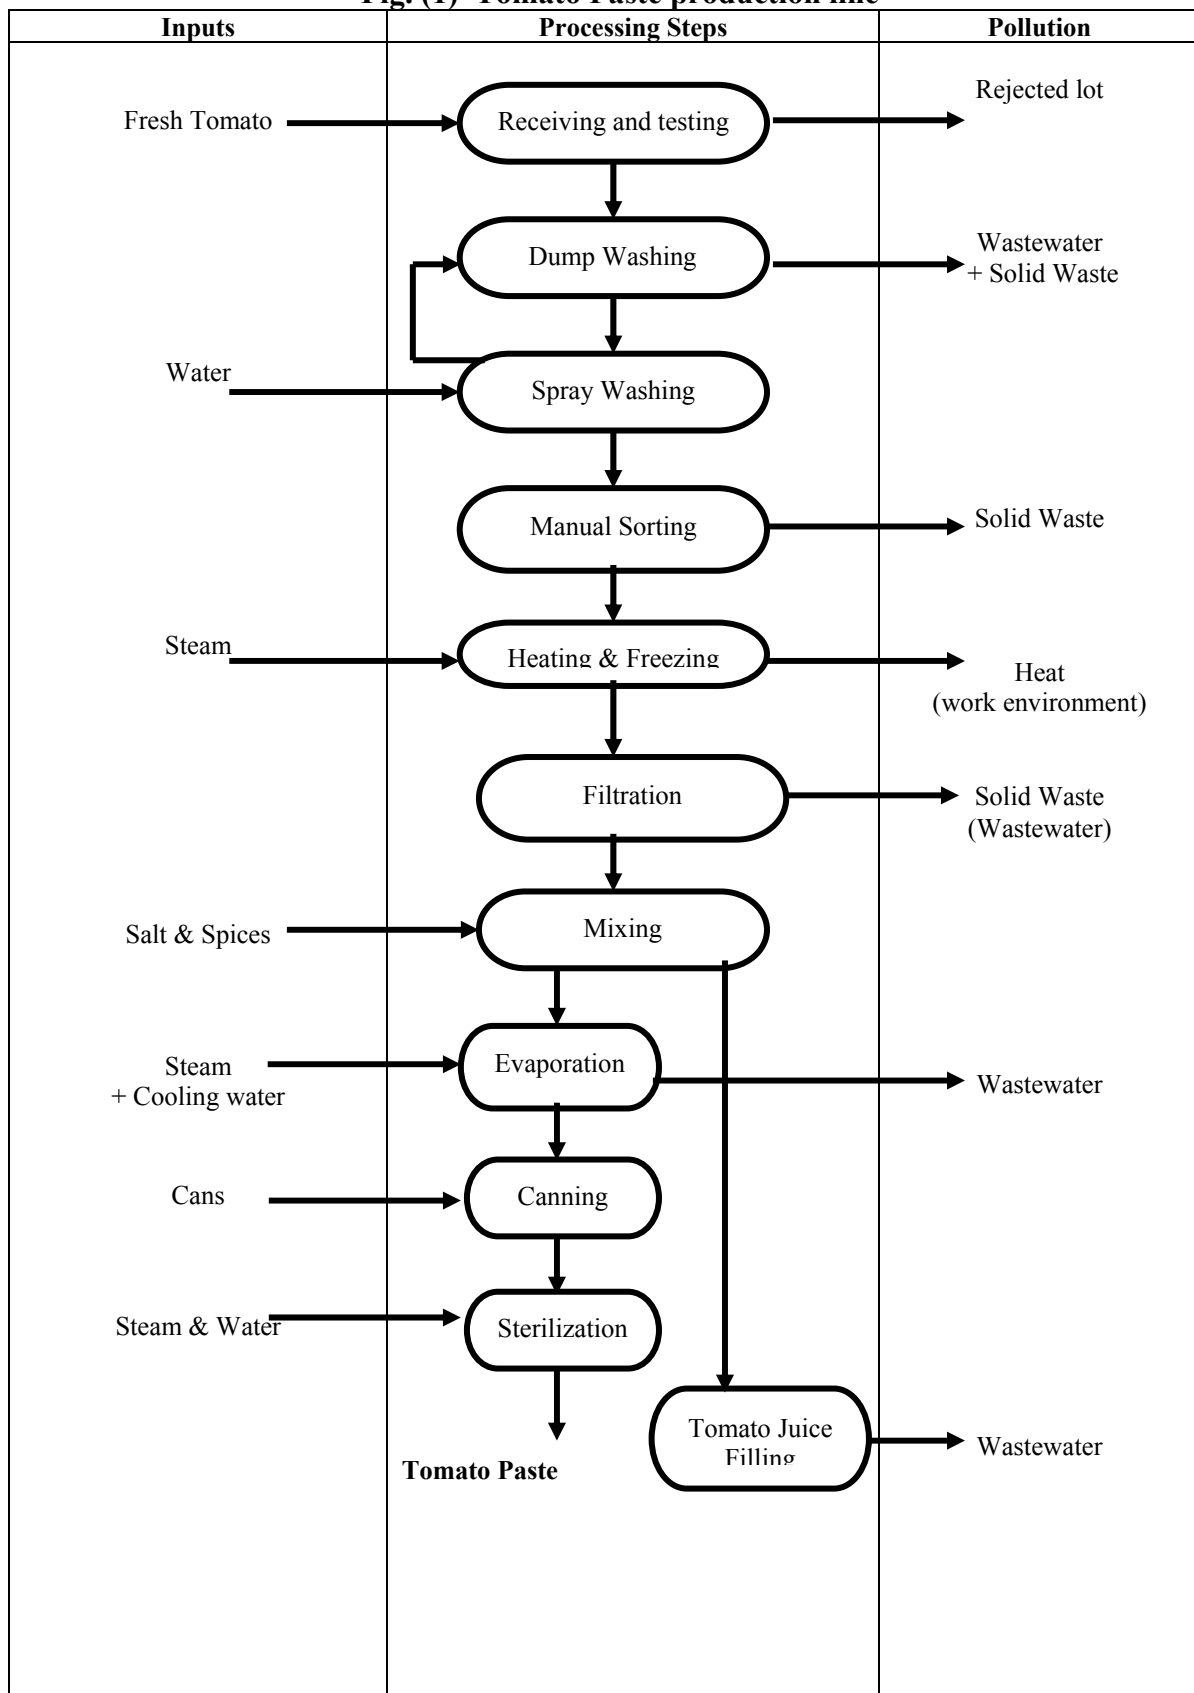 Fig. (1) Tomato Paste production line
Inputs
Processing Steps
Pollution
Fresh Tomato
Receiving and testing
Rejected lot
Dump Washing
Wastewater
+ Solid Waste
Water
Spray Washing
Manual Sorting
Solid Waste
Steam
Heating & Freezing
Heat
(work environment)
Filtration
Solid Waste
(Wastewater)
Salt & Spices
Mixing
Steam
+ Cooling water
Evaporation
Wastewater
Cans
Canning
Steam & Water
Sterilization
Tomato Juice
Filling
Wastewater
Tomato Paste